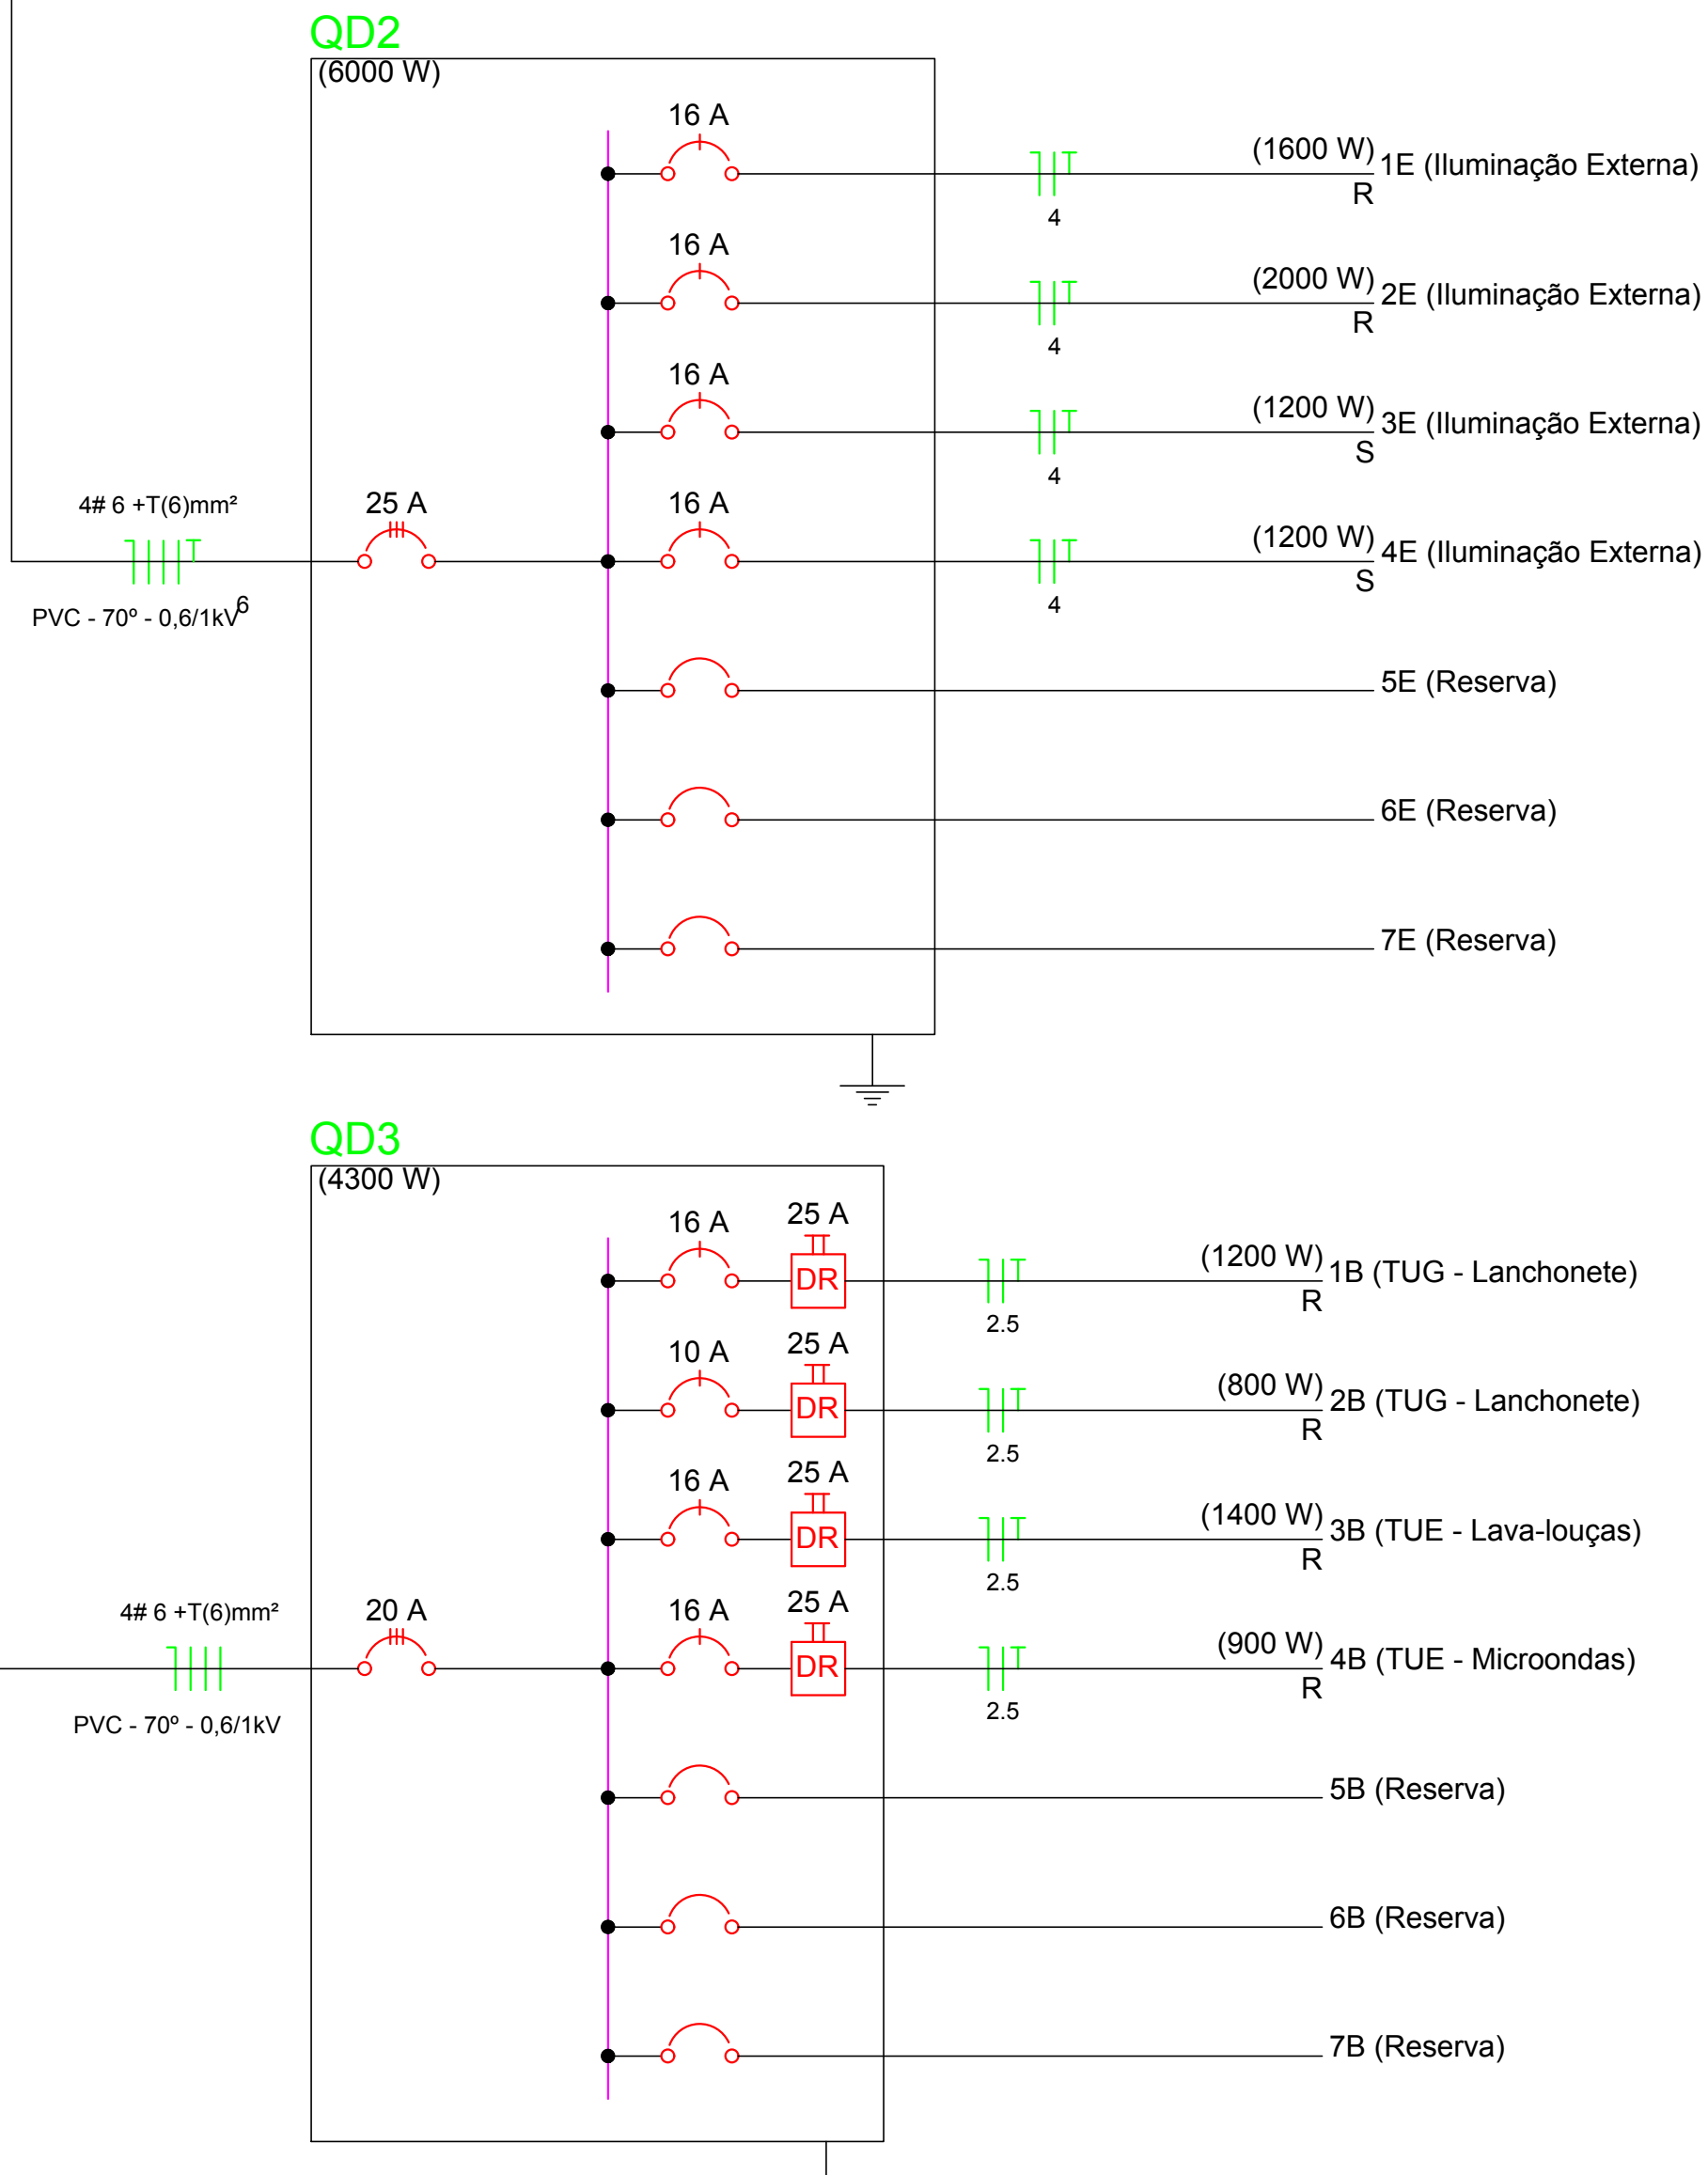 QD2
(6000 W)
16 A
(1600 W) 1E (Iluminação Externa)
R
4
16 A
(2000 W) 2E (Iluminação Externa)
R
4
16 A
(1200 W) 3E (Iluminação Externa)
S
4
4# 6 +T(6)mm²
25 A
16 A
(1200 W) 4E (Iluminação Externa)
S
4
6
PVC - 70º - 0,6/1kV
5E (Reserva)
6E (Reserva)
7E (Reserva)
QD3
(4300 W)
16 A
25 A
DR
(1200 W) 1B (TUG - Lanchonete)
R
2.5
10 A
25 A
DR
(800 W) 2B (TUG - Lanchonete)
R
2.5
16 A
25 A
DR
(1400 W) 3B (TUE - Lava-louças)
R
2.5
4# 6 +T(6)mm²
20 A
16 A
25 A
DR
(900 W) 4B (TUE - Microondas)
R
2.5
PVC - 70º - 0,6/1kV
5B (Reserva)
6B (Reserva)
7B (Reserva)